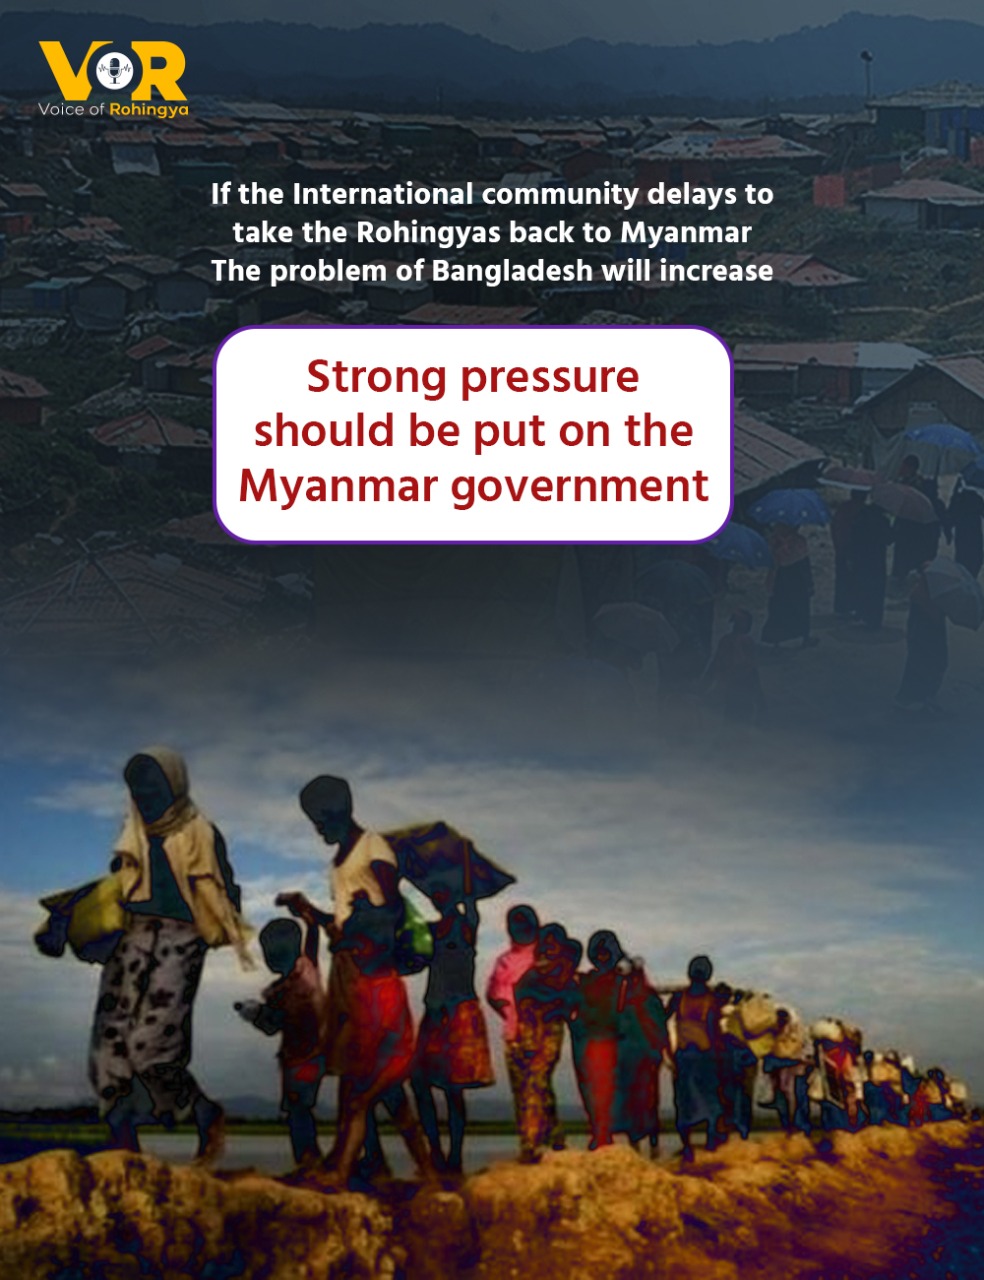 VOR
Voice of Rohingya
If the International community delays to
take the Rohingyas back to Myanmar
The problem of Bangladesh will increase
Strong pressure
should be put on the
Myanmar government